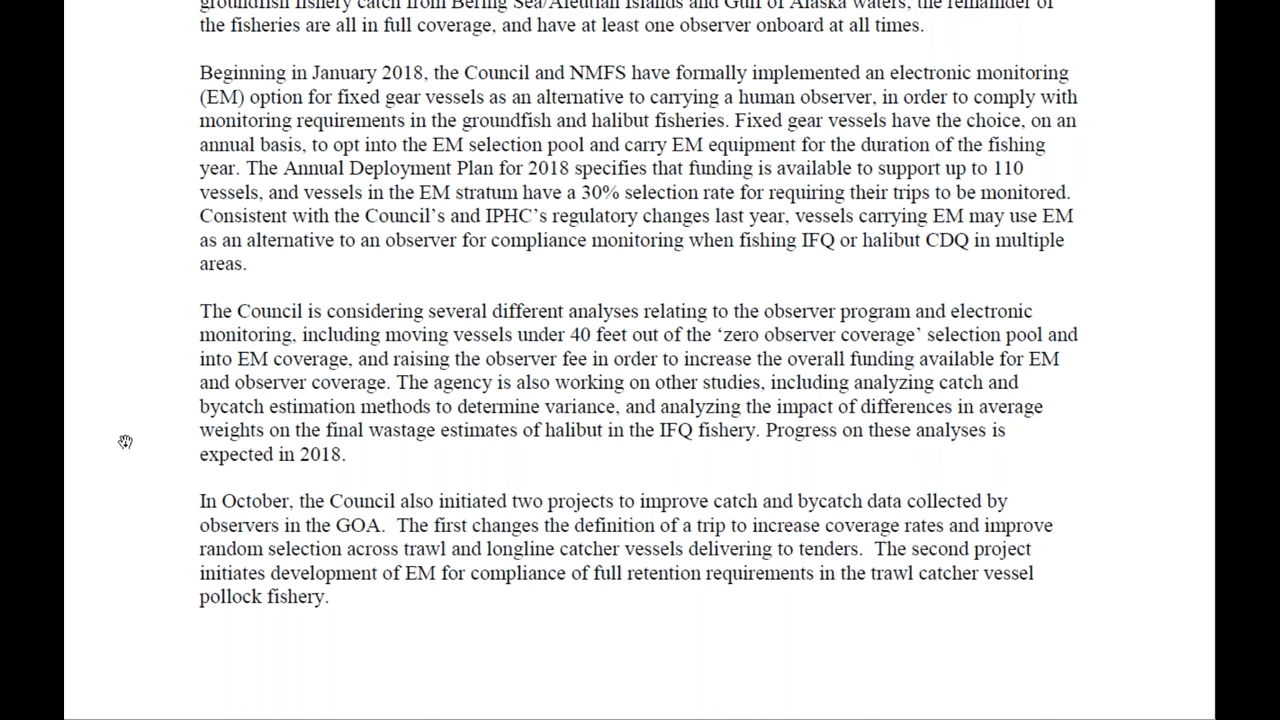 groundfish fishery catch from Bering Sea/Aleutian Islands and Gulf of Alaska waters, the remainder of
the fisheries are all in full coverage, and have at least one observer onboard at all times.
Beginning in January 2018, the Council and NMFS have formally implemented an electronic monitoring
(EM) option for fixed gear vessels as an alternative to carrying a human observer, in order to comply with
monitoring requirements in the groundfish and halibut fisheries. Fixed gear vessels have the choice, on an
annual basis, to opt into the EM selection pool and carry EM equipment for the duration of the fishing
year. The Annual Deployment Plan for 2018 specifies that funding is available to support up to 110
vessels, and vessels in the EM stratum have a 30% selection rate for requiring their trips to be monitored.
Consistent with the Council’s and IPHC’s regulatory changes last year, vessels carrying EM may use EM
as an alternative to an observer for compliance monitoring when fishing IFQ or halibut CDQ in multiple
areas.
The Council is considering several different analyses relating to the observer program and electronic
monitoring, including moving vessels under 40 feet out of the ‘zero observer coverage’ selection pool and
into EM coverage, and raising the observer fee in order to increase the overall funding available for EM
and observer coverage. The agency is also working on other studies, including analyzing catch and
bycatch estimation methods to determine variance, and analyzing the impact of differences in average
weights on the final wastage estimates of halibut in the IFQ fishery. Progress on these analyses is
expected in 2018.
In October, the Council also initiated two projects to improve catch and bycatch data collected by
observers in the GOA.  The first changes the definition of a trip to increase coverage rates and improve
random selection across trawl and longline catcher vessels delivering to tenders.  The second project
initiates development of EM for compliance of full retention requirements in the trawl catcher vessel
pollock fishery.